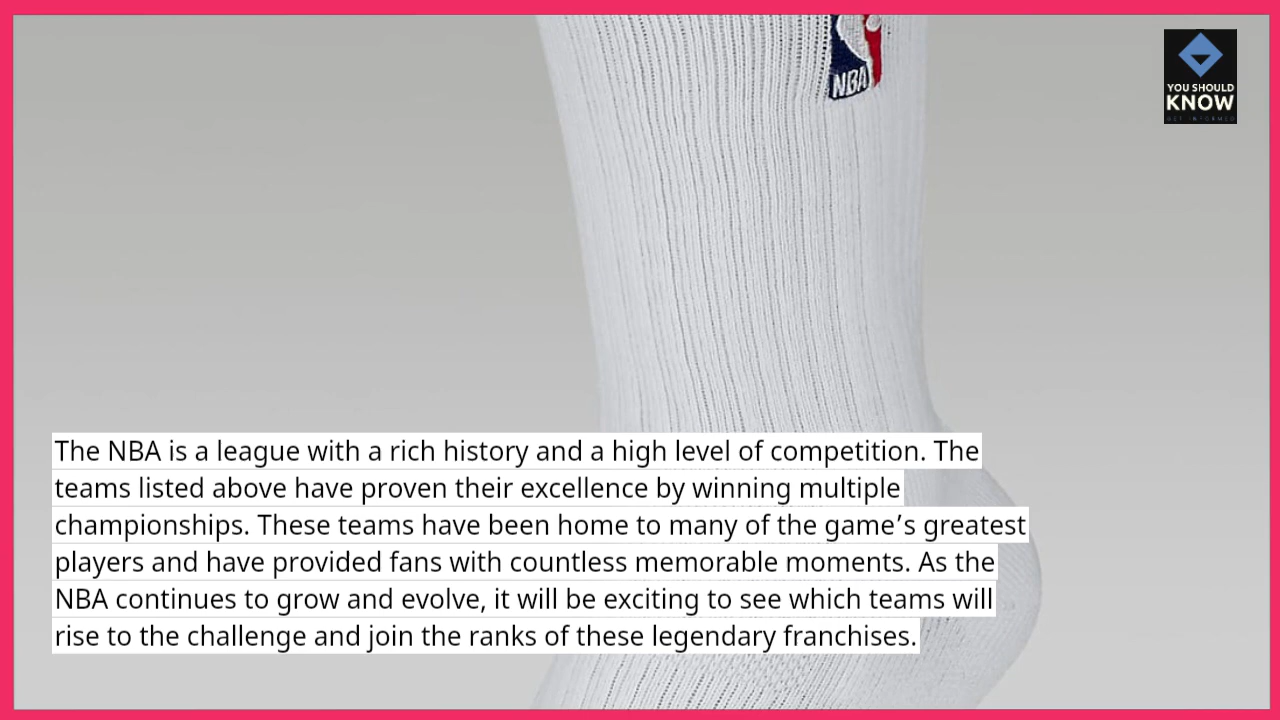 NBA
YOU SHOULD
KNOW
GET INFORMED
The NBA is a league with a rich history and a high level of competition. The
teams listed above have proven their excellence by winning multiple
championships. These teams have been home to many of the game’s greatest
players and have provided fans with countless memorable moments. As the
NBA continues to grow and evolve, it will be exciting to see which teams will
rise to the challenge and join the ranks of these legendary franchises.